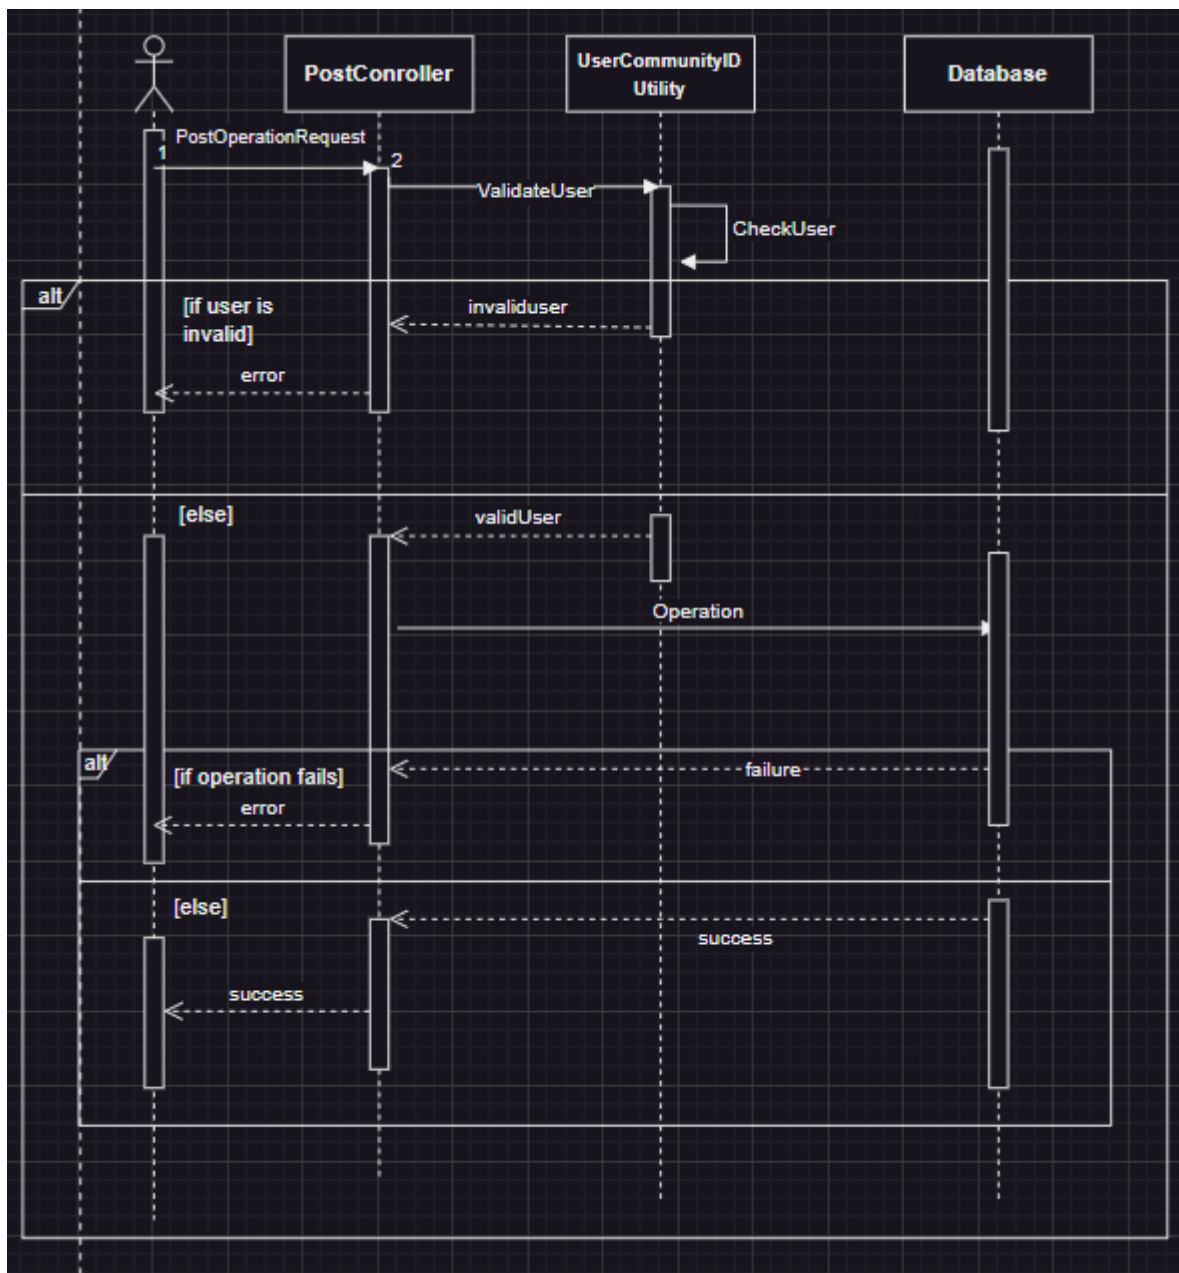 PostConroller
UserCommunityID
Utility
Database
PostOperationRequest
1
2
ValidateUser
CheckUser
alt
[if user is
invalid]
invaliduser
error
[else]
validUser
Operation
alt
[if operation fails]
failure
error
[else]
success
success